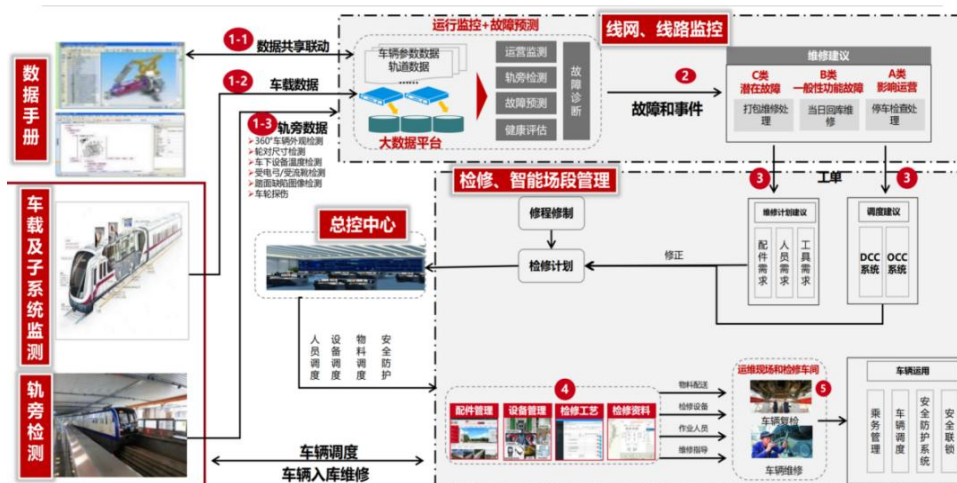 数据手册
车载及子系统监测
轨旁检测
1-1
数据共享联动
1-2
车载数据
1-3
轨旁数据
360°车辆外观检测
轮对尺寸检测
车下设备温度检测
受电弓/受流靴检测
踏面缺陷图像检测
车轮探伤
运行监控+故障预测
车辆参数数据
轨道数据
……
大数据平台
运营监测
轨旁检测
故障预测
健康评估
故障诊断
2
故障和事件
线网、线路监控
维修建议
C类
潜在故障
打包维修处理
B类
一般性功能故障
当日回库维修
A类
影响运营
停车检查处理
3
工单
3
检修、智能场段管理
修程修制
检修计划
修正
维修计划建议
配件需求
人员需求
工具需求
调度建议
DCC系统
OCC系统
总控中心
人员调度
设备调度
物料调度
安全防护
车辆调度
车辆入库维修
4
配件管理
设备管理
检修工艺
检修资料
物料配送
检修设备
作业人员
维修指导
运维现场和检修车间
5
车辆复检
车辆维修
车辆运用
乘务管理
车辆调度
安全防护系统
安全联锁